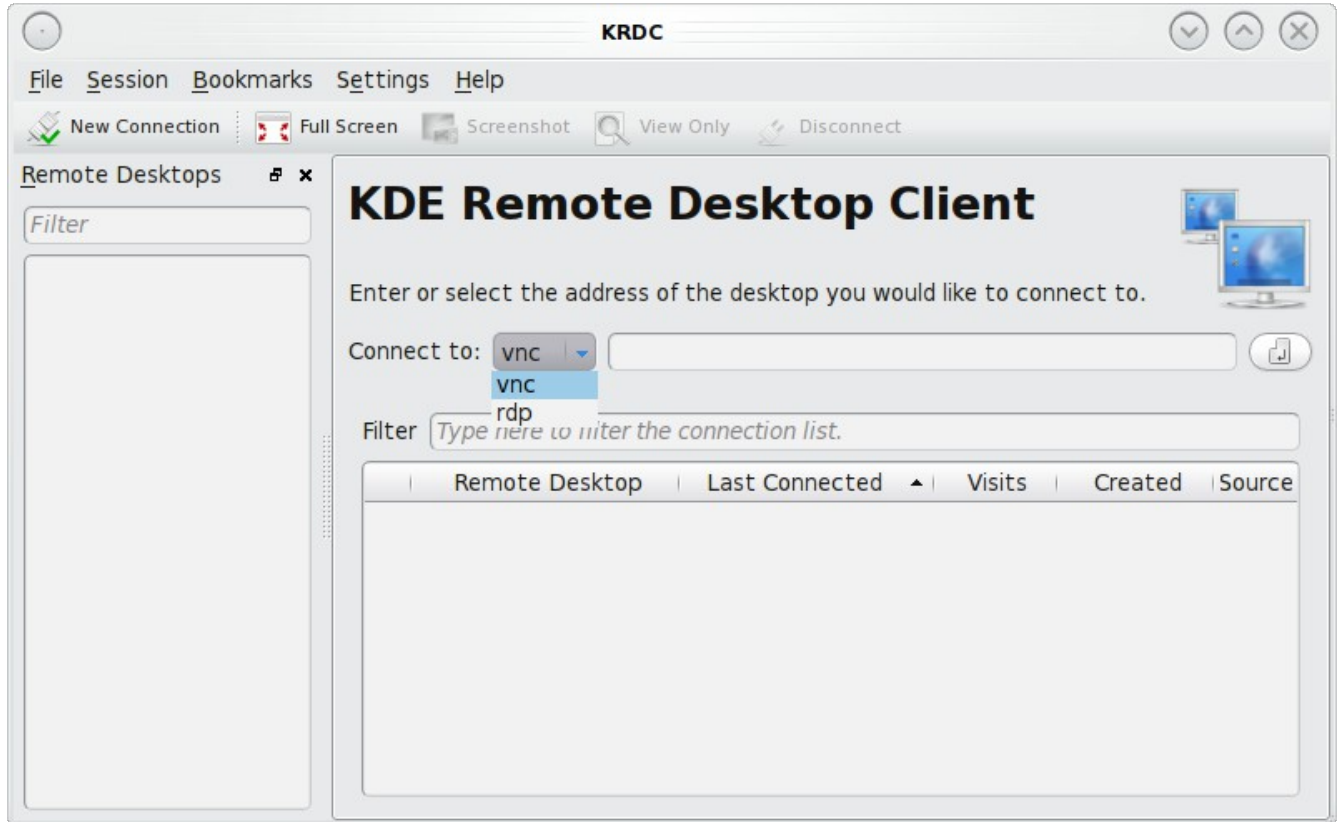 KRDC
File Session Bookmarks Settings Help
New Connection Full Screen Screenshot View Only Disconnect
Remote Desktops
Filter
KDE Remote Desktop Client
Enter or select the address of the desktop you would like to connect to.
Connect to: vnc
vnc
rdp
Filter Type here to filter the connection list.
Remote Desktop Last Connected Visits Created Source